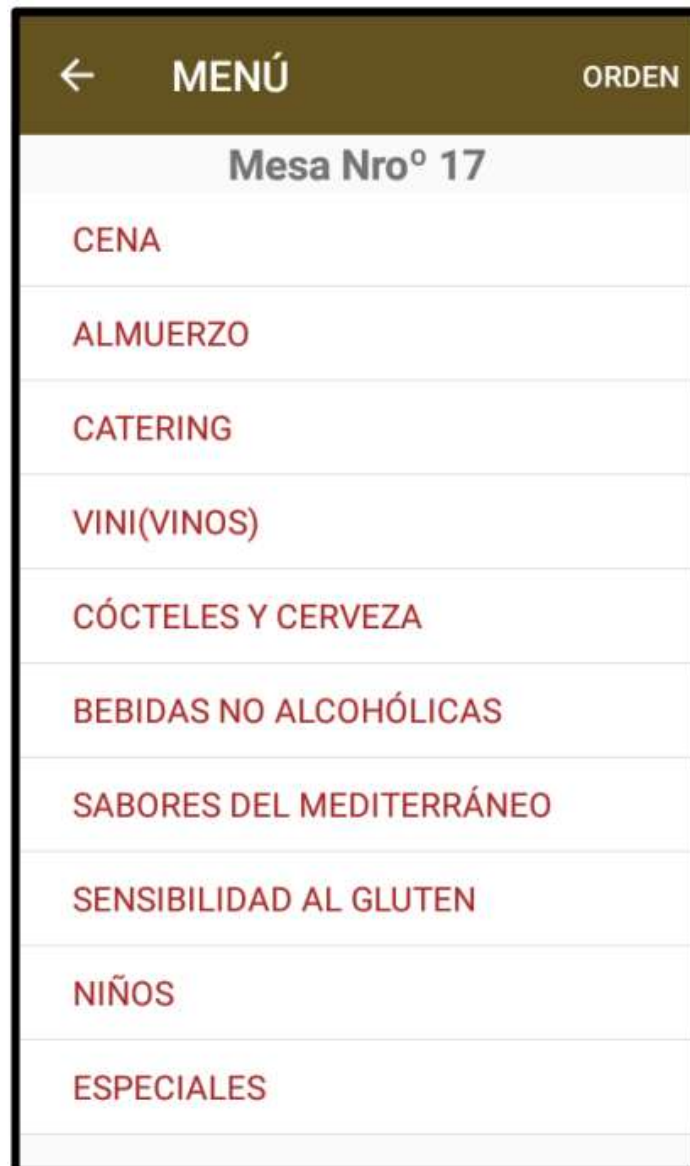 ← MENÚ ORDEN
Mesa Nroº 17
CENA
ALMUERZO
CATERING
VINI(VINOS)
CÓCTELES Y CERVEZA
BEBIDAS NO ALCOHÓLICAS
SABORES DEL MEDITERRÁNEO
SENSIBILIDAD AL GLUTEN
NIÑOS
ESPECIALES